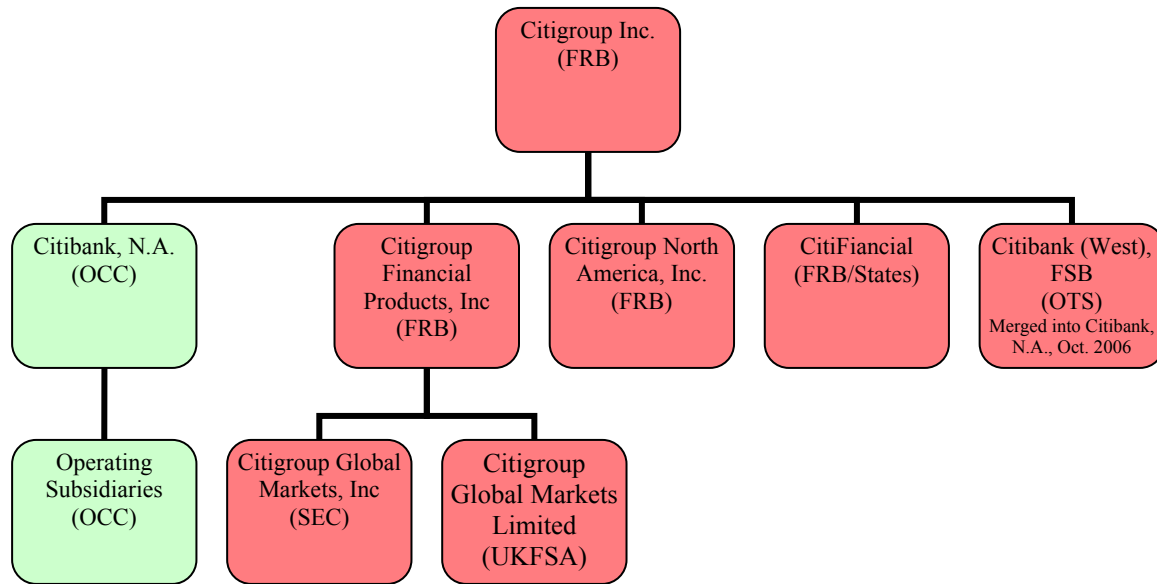 Citigroup Inc.
(FRB)
Citibank, N.A.
(OCC)
Citigroup
Financial
Products, Inc
(FRB)
Citigroup North
America, Inc.
(FRB)
CitiFiancial
(FRB/States)
Citibank (West),
FSB
(OTS)
Merged into Citibank,
N.A., Oct. 2006
Operating
Subsidiaries
(OCC)
Citigroup Global
Markets, Inc
(SEC)
Citigroup
Global Markets
Limited
(UKFSA)